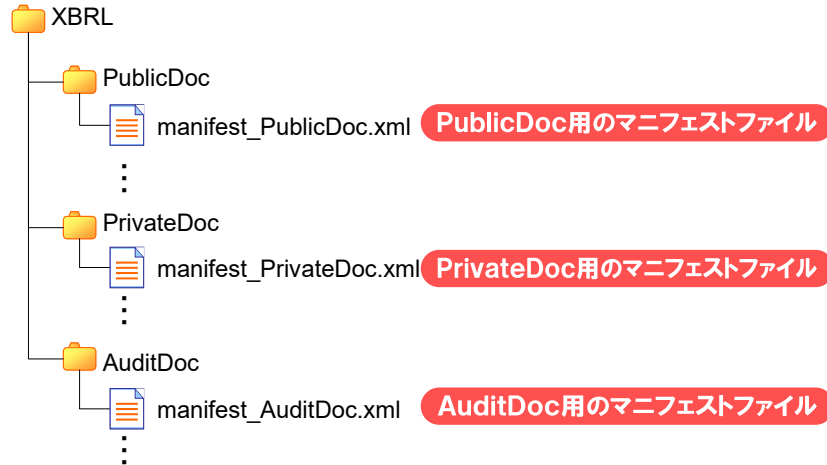 XBRL
PublicDoc
manifest_PublicDoc.xml PublicDoc用のマニフェストファイル
PrivateDoc
manifest_PrivateDoc.xml PrivateDoc用のマニフェストファイル
AuditDoc
manifest_AuditDoc.xml AuditDoc用のマニフェストファイル